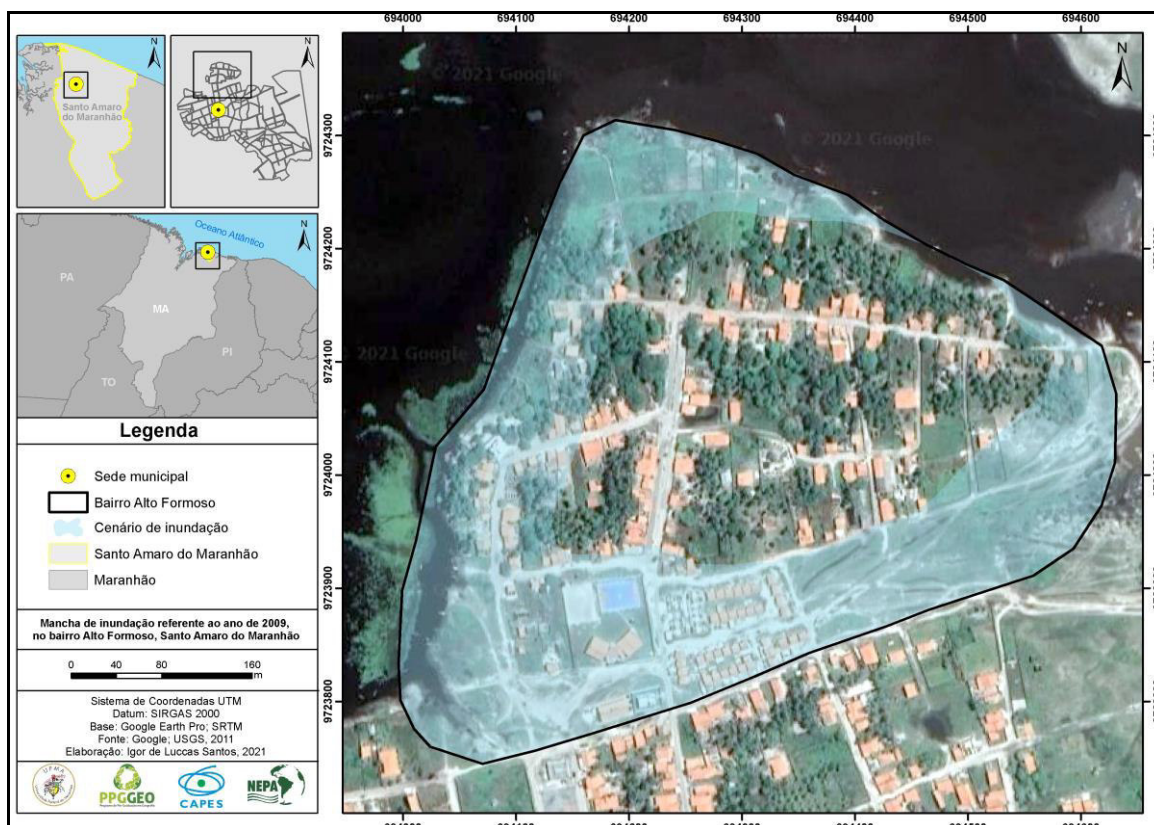 694000 694100 694200 694300 694400 694500 694600
N
N
N
Santo Amaro
do Maranhão
© 2021 Google
© 2021 Google
2021 Google
9724300
9724200
9724100
9724000
9723900
9723800
Oceano Atlântico
N
PA
MA
PI
TO
Legenda
Sede municipal
Bairro Alto Formoso
Cenário de inundação
Santo Amaro do Maranhão
Maranhão
Mancha de inundação referente ao ano de 2009,
no bairro Alto Formoso, Santo Amaro do Maranhão
0 40 80 160
m
Sistema de Coordenadas UTM
Datum: SIRGAS 2000
Base: Google Earth Pro; SRTM
Fonte: Google; USGS, 2011
Elaboração: Igor de Luccas Santos, 2021
UFMA
PPGGEO
CAPES
NEPA